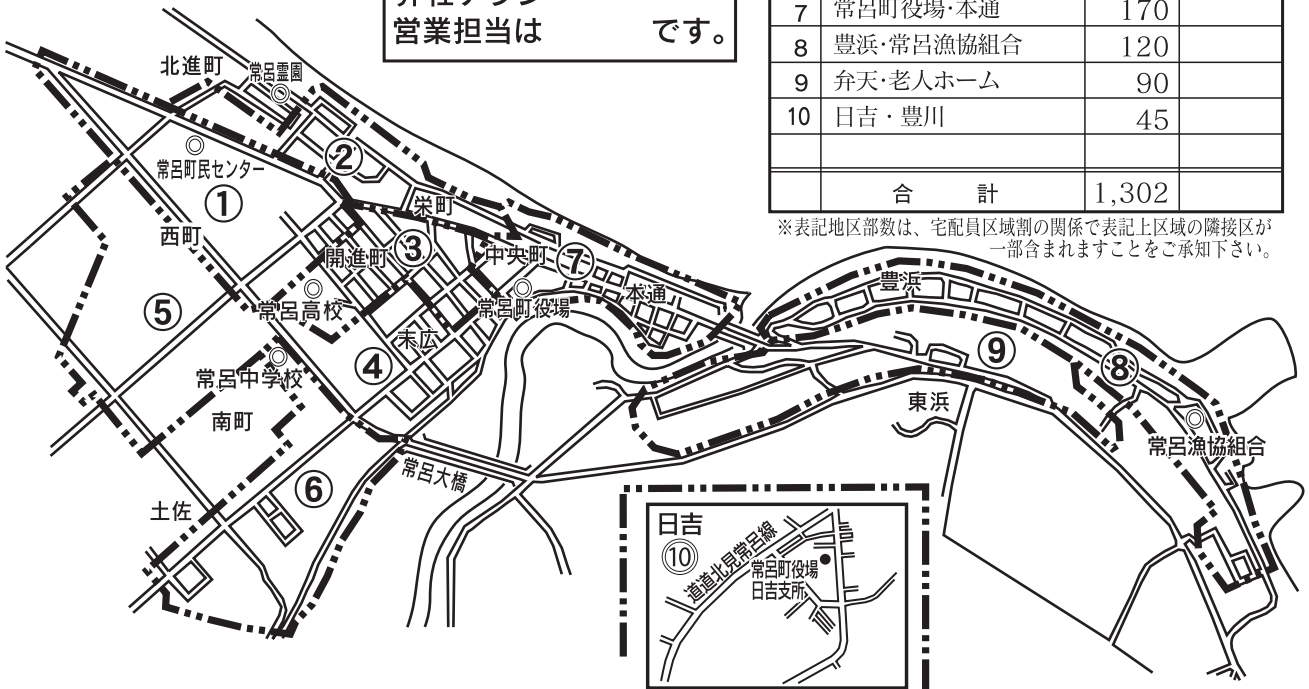 営業担当は　　　です。
7 常呂町役場・本通 170
8 豊浜・常呂漁協組合 120
9 弁天・老人ホーム 90
10 日吉・豊川 45
合　計 1,302
※表記地区部数は、宅配員区域割の関係で表記上区域の隣接区が
一部含まれますことをご承知下さい。
北進町
常呂霊園
②
常呂町民センター
①
栄町
西町
開進町
③
中央町
⑦
豊浜
常呂高校
常呂町役場
本通
⑤
末広
④
⑨
⑧
常呂中学校
南町
東浜
常呂漁協組合
常呂大橋
⑥
土佐
日吉
⑩
道道北見常呂線
常呂町役場
日吉支所